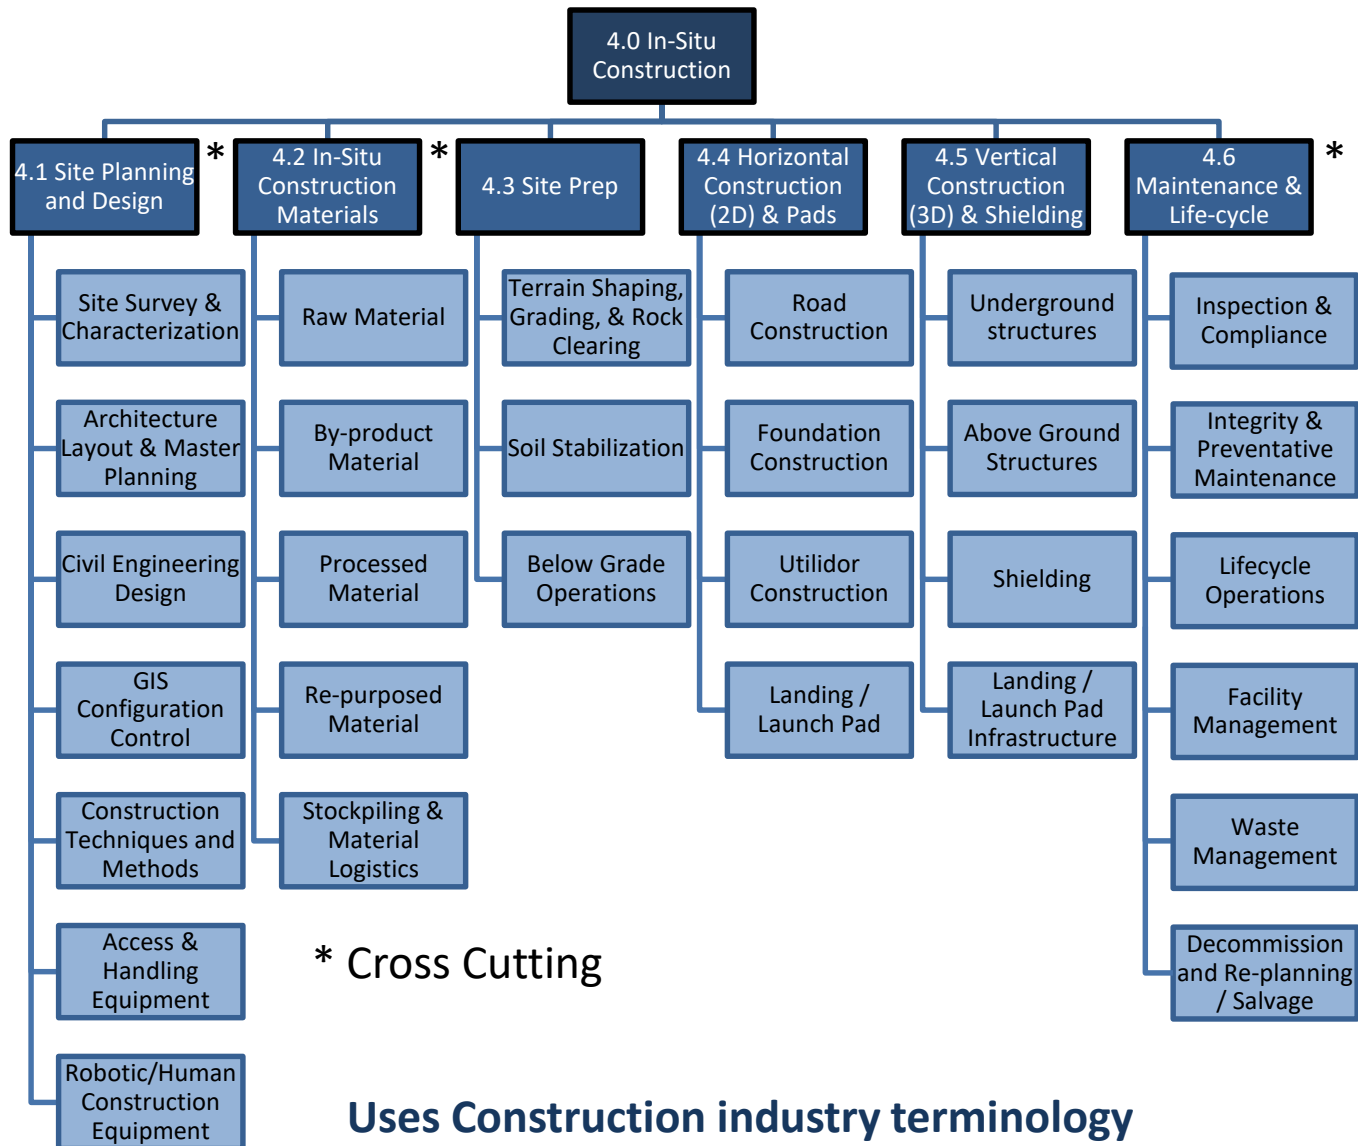 4.0 In-Situ
Construction
4.1 Site Planning
and Design
*
4.2 In-Situ
Construction
Materials
*
4.3 Site Prep
4.4 Horizontal
Construction
(2D) & Pads
4.5 Vertical
Construction
(3D) & Shielding
4.6
Maintenance &
Life-cycle
*
Site Survey &
Characterization
Architecture
Layout & Master
Planning
Civil Engineering
Design
GIS
Configuration
Control
Construction
Techniques and
Methods
Access &
Handling
Equipment
Robotic/Human
Construction
Equipment
Raw Material
By-product
Material
Processed
Material
Re-purposed
Material
Stockpiling &
Material
Logistics
Terrain Shaping,
Grading, & Rock
Clearing
Soil Stabilization
Below Grade
Operations
Road
Construction
Foundation
Construction
Utilidor
Construction
Landing /
Launch Pad
Underground
structures
Above Ground
Structures
Shielding
Landing /
Launch Pad
Infrastructure
Inspection &
Compliance
Integrity &
Preventative
Maintenance
Lifecycle
Operations
Facility
Management
Waste
Management
Decommission
and Re-planning
/ Salvage
* Cross Cutting
Uses Construction industry terminology